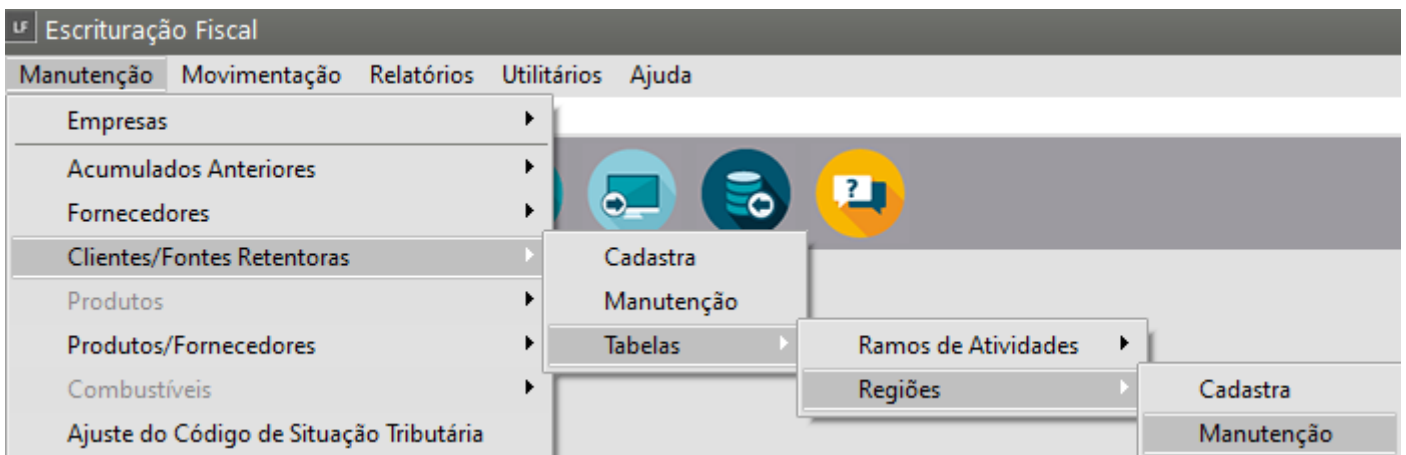 LF Escrituração Fiscal
Manutenção Movimentação Relatórios Utilitários Ajuda
Empresas
Acumulados Anteriores
Fornecedores
Clientes/Fontes Retentoras
Produtos
Produtos/Fornecedores
Combustíveis
Ajuste do Código de Situação Tributária
?
Cadastra
Manutenção
Tabelas
Ramos de Atividades
Regiões
Cadastra
Manutenção